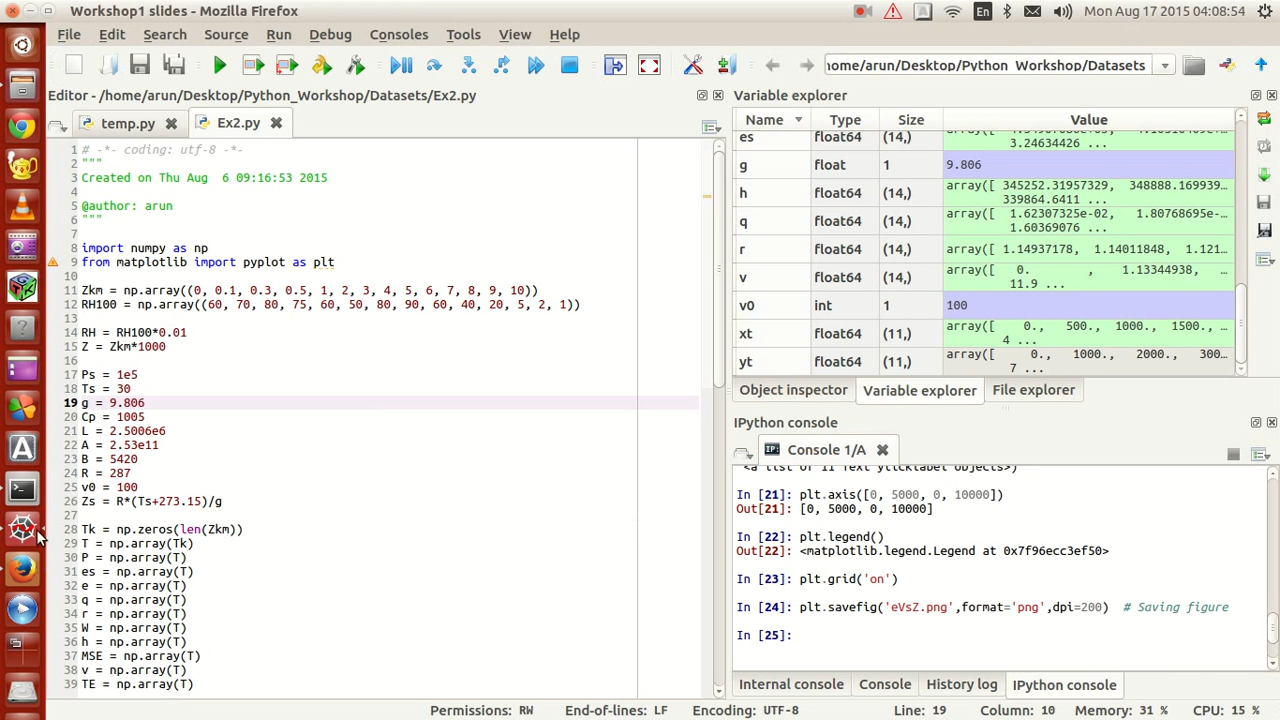 Workshop1 slides - Mozilla Firefox
En
Mon Aug 17 2015 04:08:54
File Edit Search Source Run Debug Consoles Tools View Help
home/arun/Desktop/Python_Workshop/Datasets
Editor - /home/arun/Desktop/Python_Workshop/Datasets/Ex2.py
temp.py
Ex2.py
1 # -*- coding: utf-8 -*-
2 """
3 Created on Thu Aug  6 09:16:53 2015
4
5 @author: arun
6 """
7
8 import numpy as np
9 from matplotlib import pyplot as plt
10
11 Zkm = np.array((0, 0.1, 0.3, 0.5, 1, 2, 3, 4, 5, 6, 7, 8, 9, 10))
12 RH100 = np.array((60, 70, 80, 75, 60, 50, 80, 90, 60, 40, 20, 5, 2, 1))
13
14 RH = RH100*0.01
15 Z = Zkm*1000
16
17 Ps = 1e5
18 Ts = 30
19 g = 9.806
20 Cp = 1005
21 L = 2.5006e6
22 A = 2.53e11
23 B = 5420
24 R = 287
25 v0 = 100
26 Zs = R*(Ts+273.15)/g
27
28 Tk = np.zeros(len(Zkm))
29 T = np.array(Tk)
30 P = np.array(T)
31 es = np.array(T)
32 e = np.array(T)
33 q = np.array(T)
34 r = np.array(T)
35 W = np.array(T)
36 h = np.array(T)
37 MSE = np.array(T)
38 v = np.array(T)
39 TE = np.array(T)
Variable explorer
Name Type Size Value
es float64 (14,)
3.24634426 ...
g float 1 9.806
h float64 (14,) array([ 345252.31957329, 348888.169939...
339864.6411 ...
q float64 (14,) array([ 1.62307325e-02, 1.80768695e-...
1.60369076 ...
r float64 (14,) array([ 1.14937178, 1.14011848, 1.121...
v float64 (14,) array([ 0. , 1.13344938,
11.9 ...
v0 int 1 100
xt float64 (11,) array([ 0., 500., 1000., 1500., ...
4 ...
yt float64 (11,) array([ 0., 1000., 2000., 300...
7 ...
Object inspector Variable explorer File explorer
IPython console
IP: Console 1/A
<a list of 11 Text yticklabel objects>)
In [21]: plt.axis([0, 5000, 0, 10000])
Out[21]: [0, 5000, 0, 10000]
In [22]: plt.legend()
Out[22]: <matplotlib.legend.Legend at 0x7f96ecc3ef50>
In [23]: plt.grid('on')
In [24]: plt.savefig('eVsZ.png',format='png',dpi=200)  # Saving figure
In [25]:
Internal console Console History log IPython console
Permissions: RW End-of-lines: LF Encoding: UTF-8 Line: 19 Column: 10 Memory: 31 % CPU: 15 %